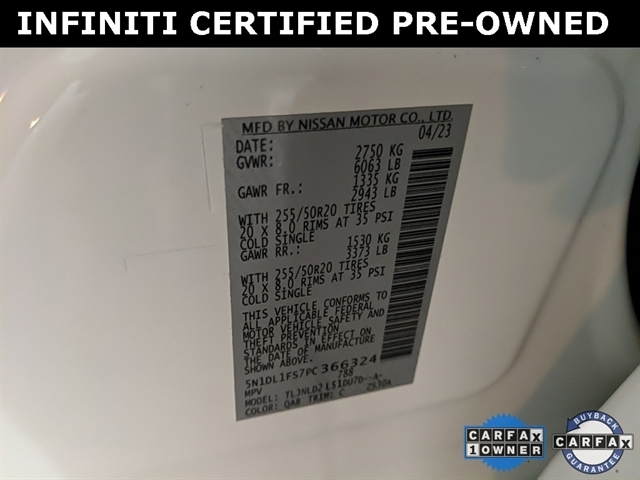 INFINITI CERTIFIED PRE-OWNED
MFD BY NISSAN MOTOR CO., LTD.
DATE: 04/23
GVWR: 2750 KG
6063 LB
GAWR FR.: 1335 KG
2943 LB
WITH 255/50R20 TIRES
20 X 8.0 RIMS AT 35 PSI
COLD SINGLE
GAWR RR.: 1530 KG
3373 LB
WITH 255/50R20 TIRES
20 X 8.0 RIMS AT 35 PSI
COLD SINGLE
THIS VEHICLE CONFORMS TO
ALL APPLICABLE FEDERAL
MOTOR VEHICLE SAFETY AND
THEFT PREVENTION
STANDARDS IN EFFECT ON
THE DATE OF MANUFACTURE
SHOWN ABOVE.
5N1DL1FS7PC366324
MPV 788
MODEL:
COLOR: QAB TRIM: C
CARFAX
1 OWNER
BUYBACK
CARFAX
GUARANTEE